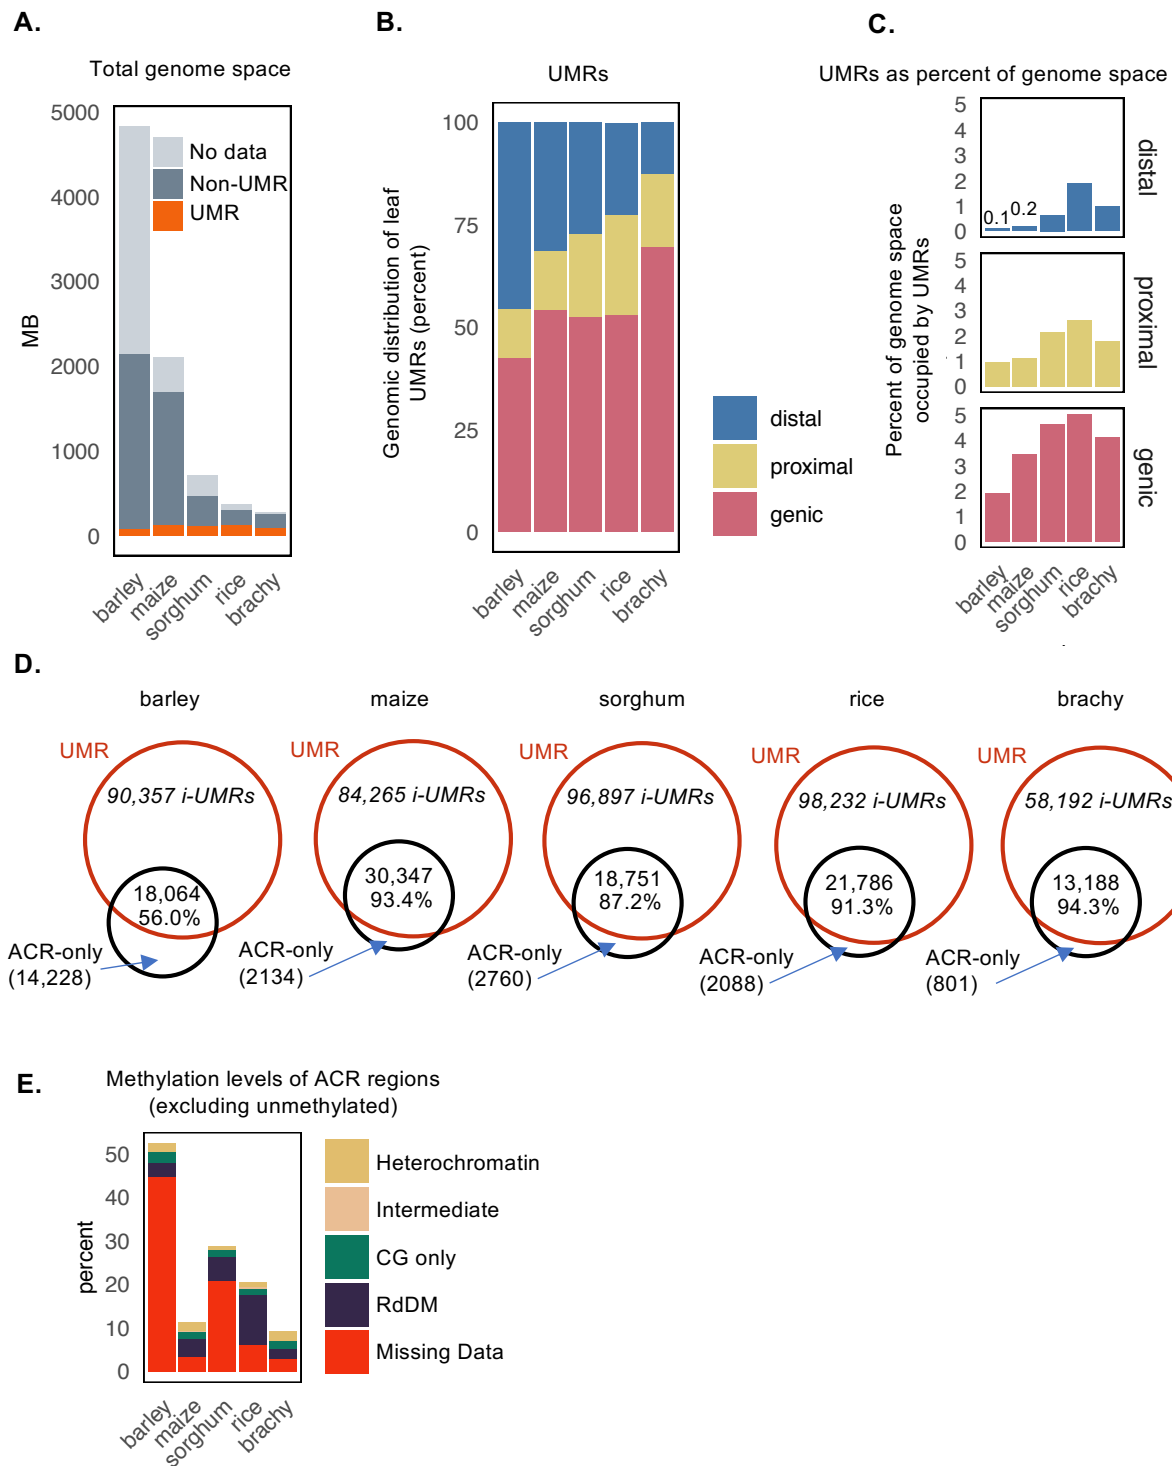 A.
Total genome space
5000
4000
3000
2000
1000
0
MB
No data
Non-UMR
UMR
barley
maize
sorghum
rice
brachy
B.
UMRs
100
75
50
25
0
Genomic distribution of leaf
UMRs (percent)
barley
maize
sorghum
rice
brachy
distal
proximal
genic
C.
UMRs as percent of genome space
Percent of genome space
occupied by UMRs
5
4
3
2
1
0
0.1
0.2
distal
5
4
3
2
1
0
proximal
5
4
3
2
1
0
genic
barley
maize
sorghum
rice
brachy
D.
barley
UMR
90,357 i-UMRs
18,064
56.0%
ACR-only
(14,228)
maize
UMR
84,265 i-UMRs
30,347
93.4%
ACR-only
(2134)
sorghum
UMR
96,897 i-UMRs
18,751
87.2%
ACR-only
(2760)
rice
UMR
98,232 i-UMRs
21,786
91.3%
ACR-only
(2088)
brachy
UMR
58,192 i-UMRs
13,188
94.3%
ACR-only
(801)
E.
Methylation levels of ACR regions
(excluding unmethylated)
50
40
30
20
10
0
percent
barley
maize
sorghum
rice
brachy
Heterochromatin
Intermediate
CG only
RdDM
Missing Data